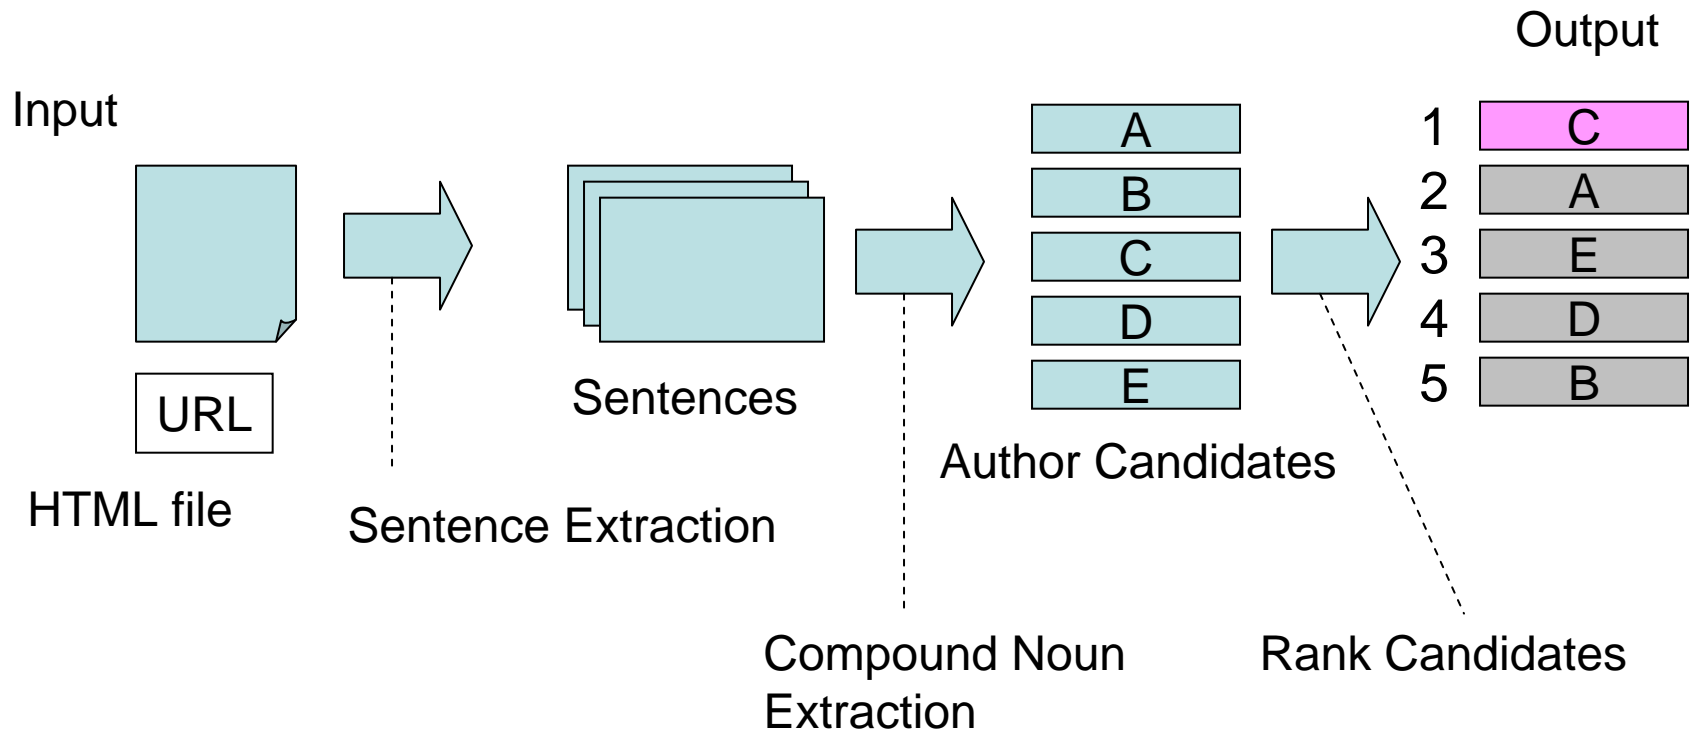 Input
URL
HTML file
Sentence Extraction
Sentences
Compound Noun
Extraction
A
B
C
D
E
Author Candidates
Rank Candidates
Output
1 C
2 A
3 E
4 D
5 B